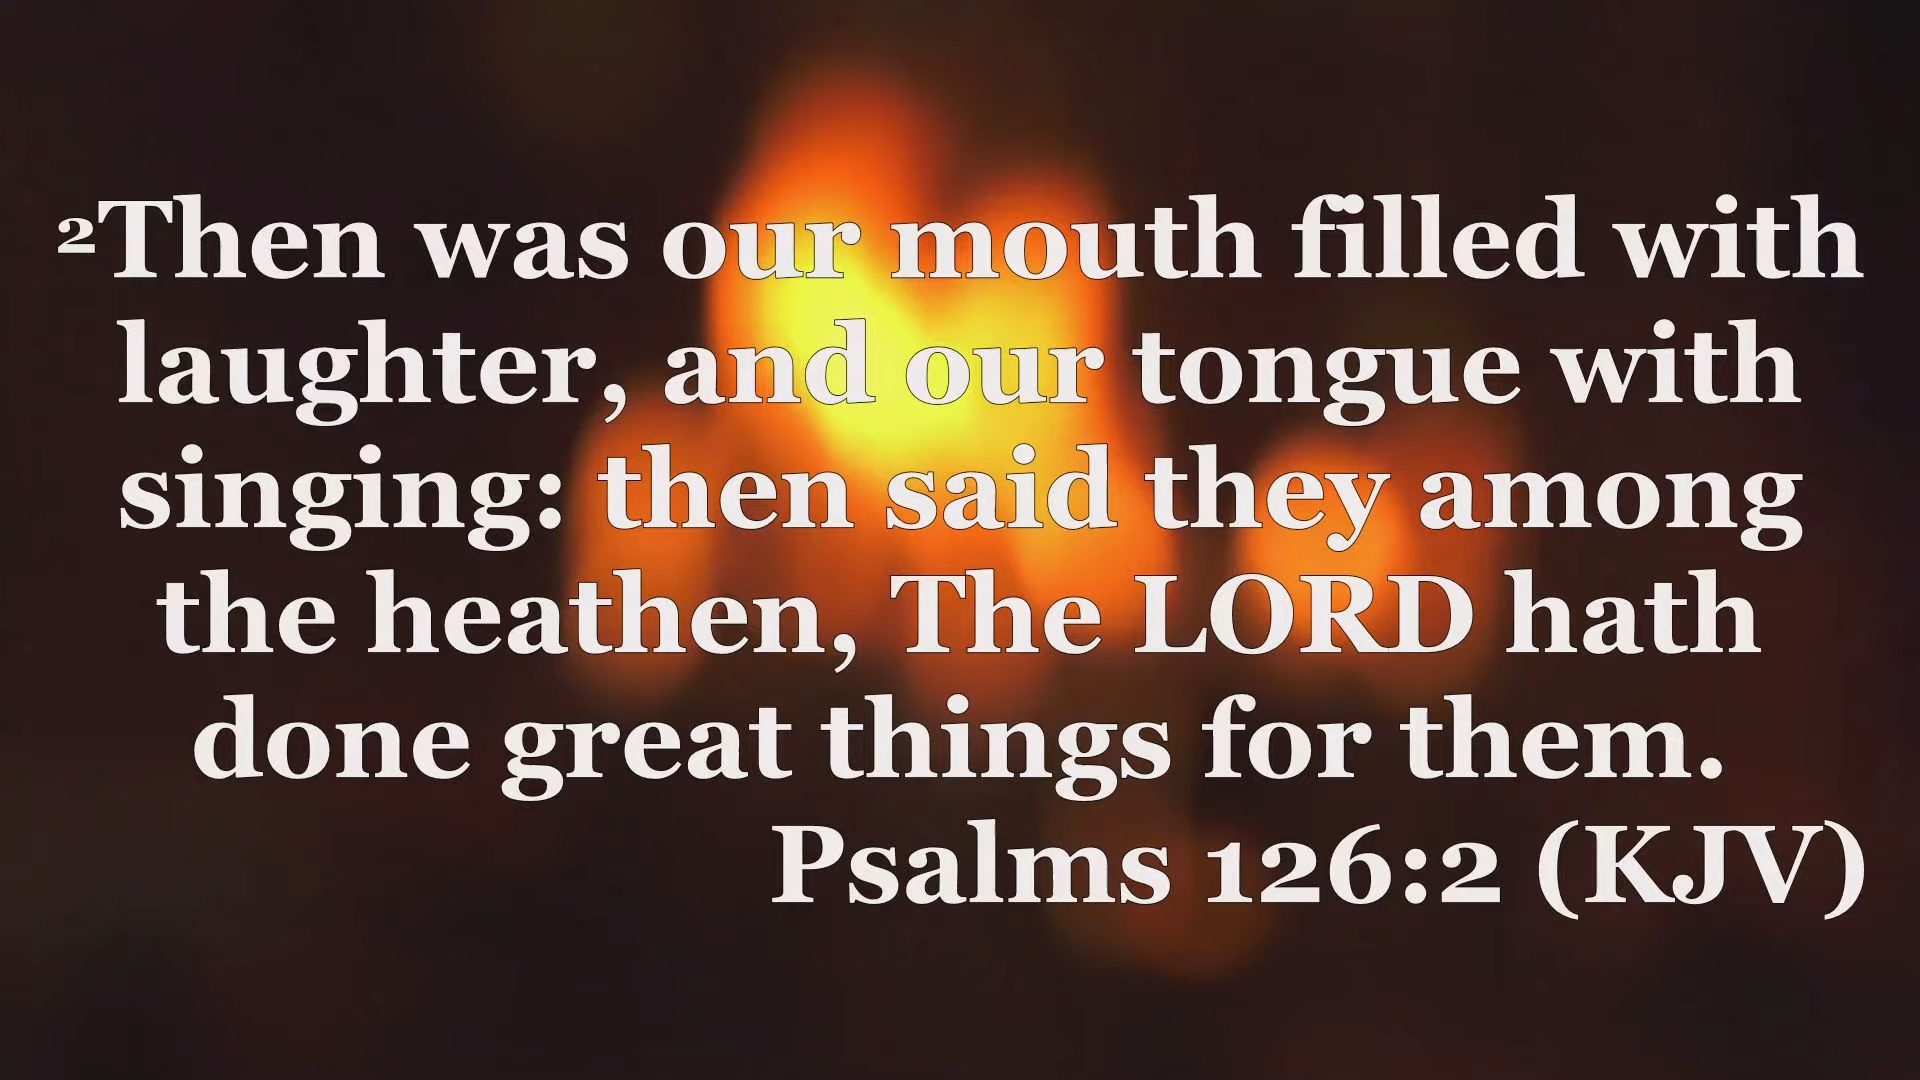 ²Then was our mouth filled with
laughter, and our tongue with
singing: then said they among
the heathen, The LORD hath
done great things for them.
Psalms 126:2 (KJV)